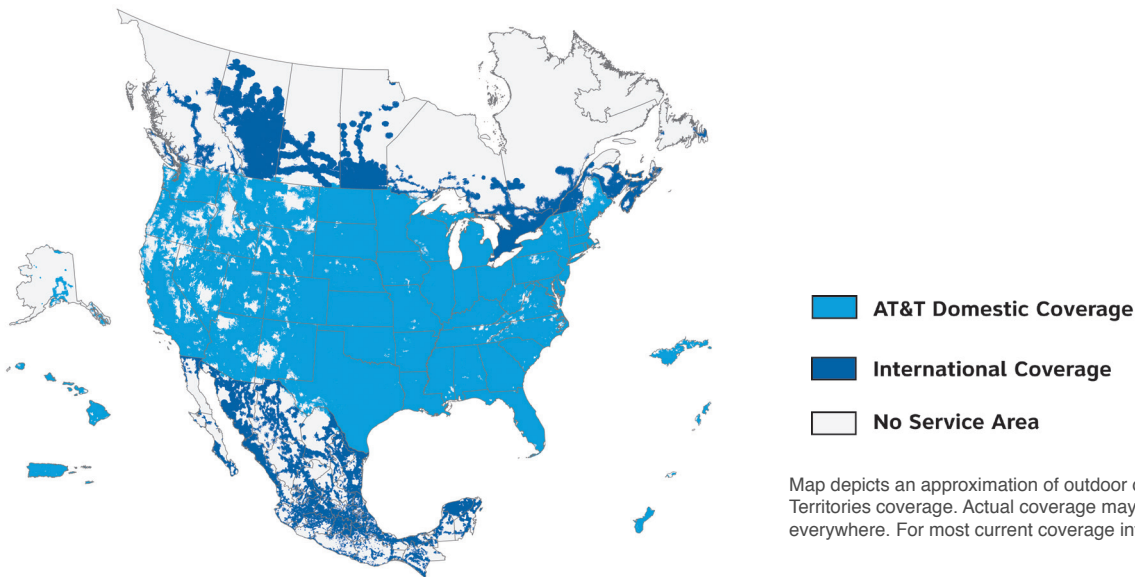 AT&T Domestic Coverage
International Coverage
No Service Area
Map depicts an approximation of outdoor
Territories coverage. Actual coverage may
everywhere. For most current coverage